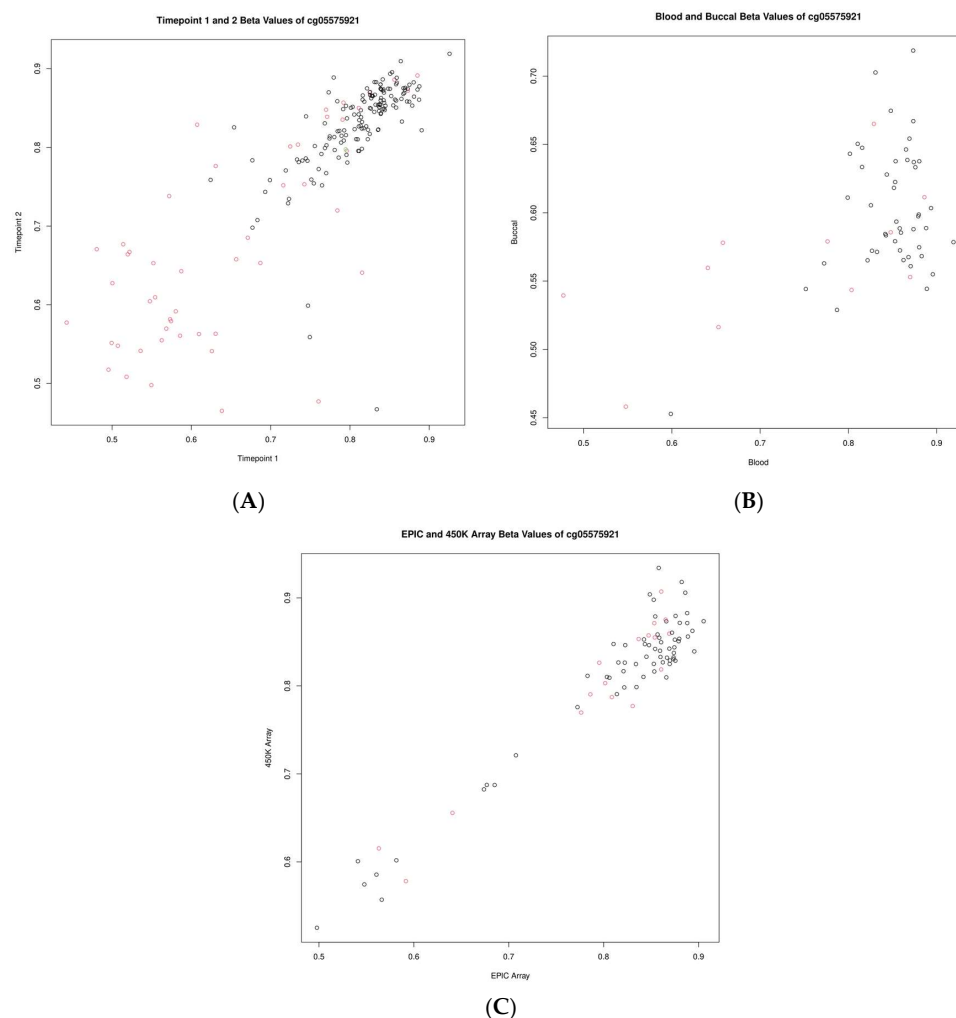 Timepoint 1 and 2 Beta Values of cg05575921
Timepoint 2
0.9
0.8
0.7
0.6
0.5
0.5 0.6 0.7 0.8 0.9
Timepoint 1
(A)
Blood and Buccal Beta Values of cg05575921
Buccal
0.70
0.65
0.60
0.55
0.50
0.45
0.5 0.6 0.7 0.8 0.9
Blood
(B)
EPIC and 450K Array Beta Values of cg05575921
450K Array
0.9
0.8
0.7
0.6
0.5 0.6 0.7 0.8 0.9
EPIC Array
(C)